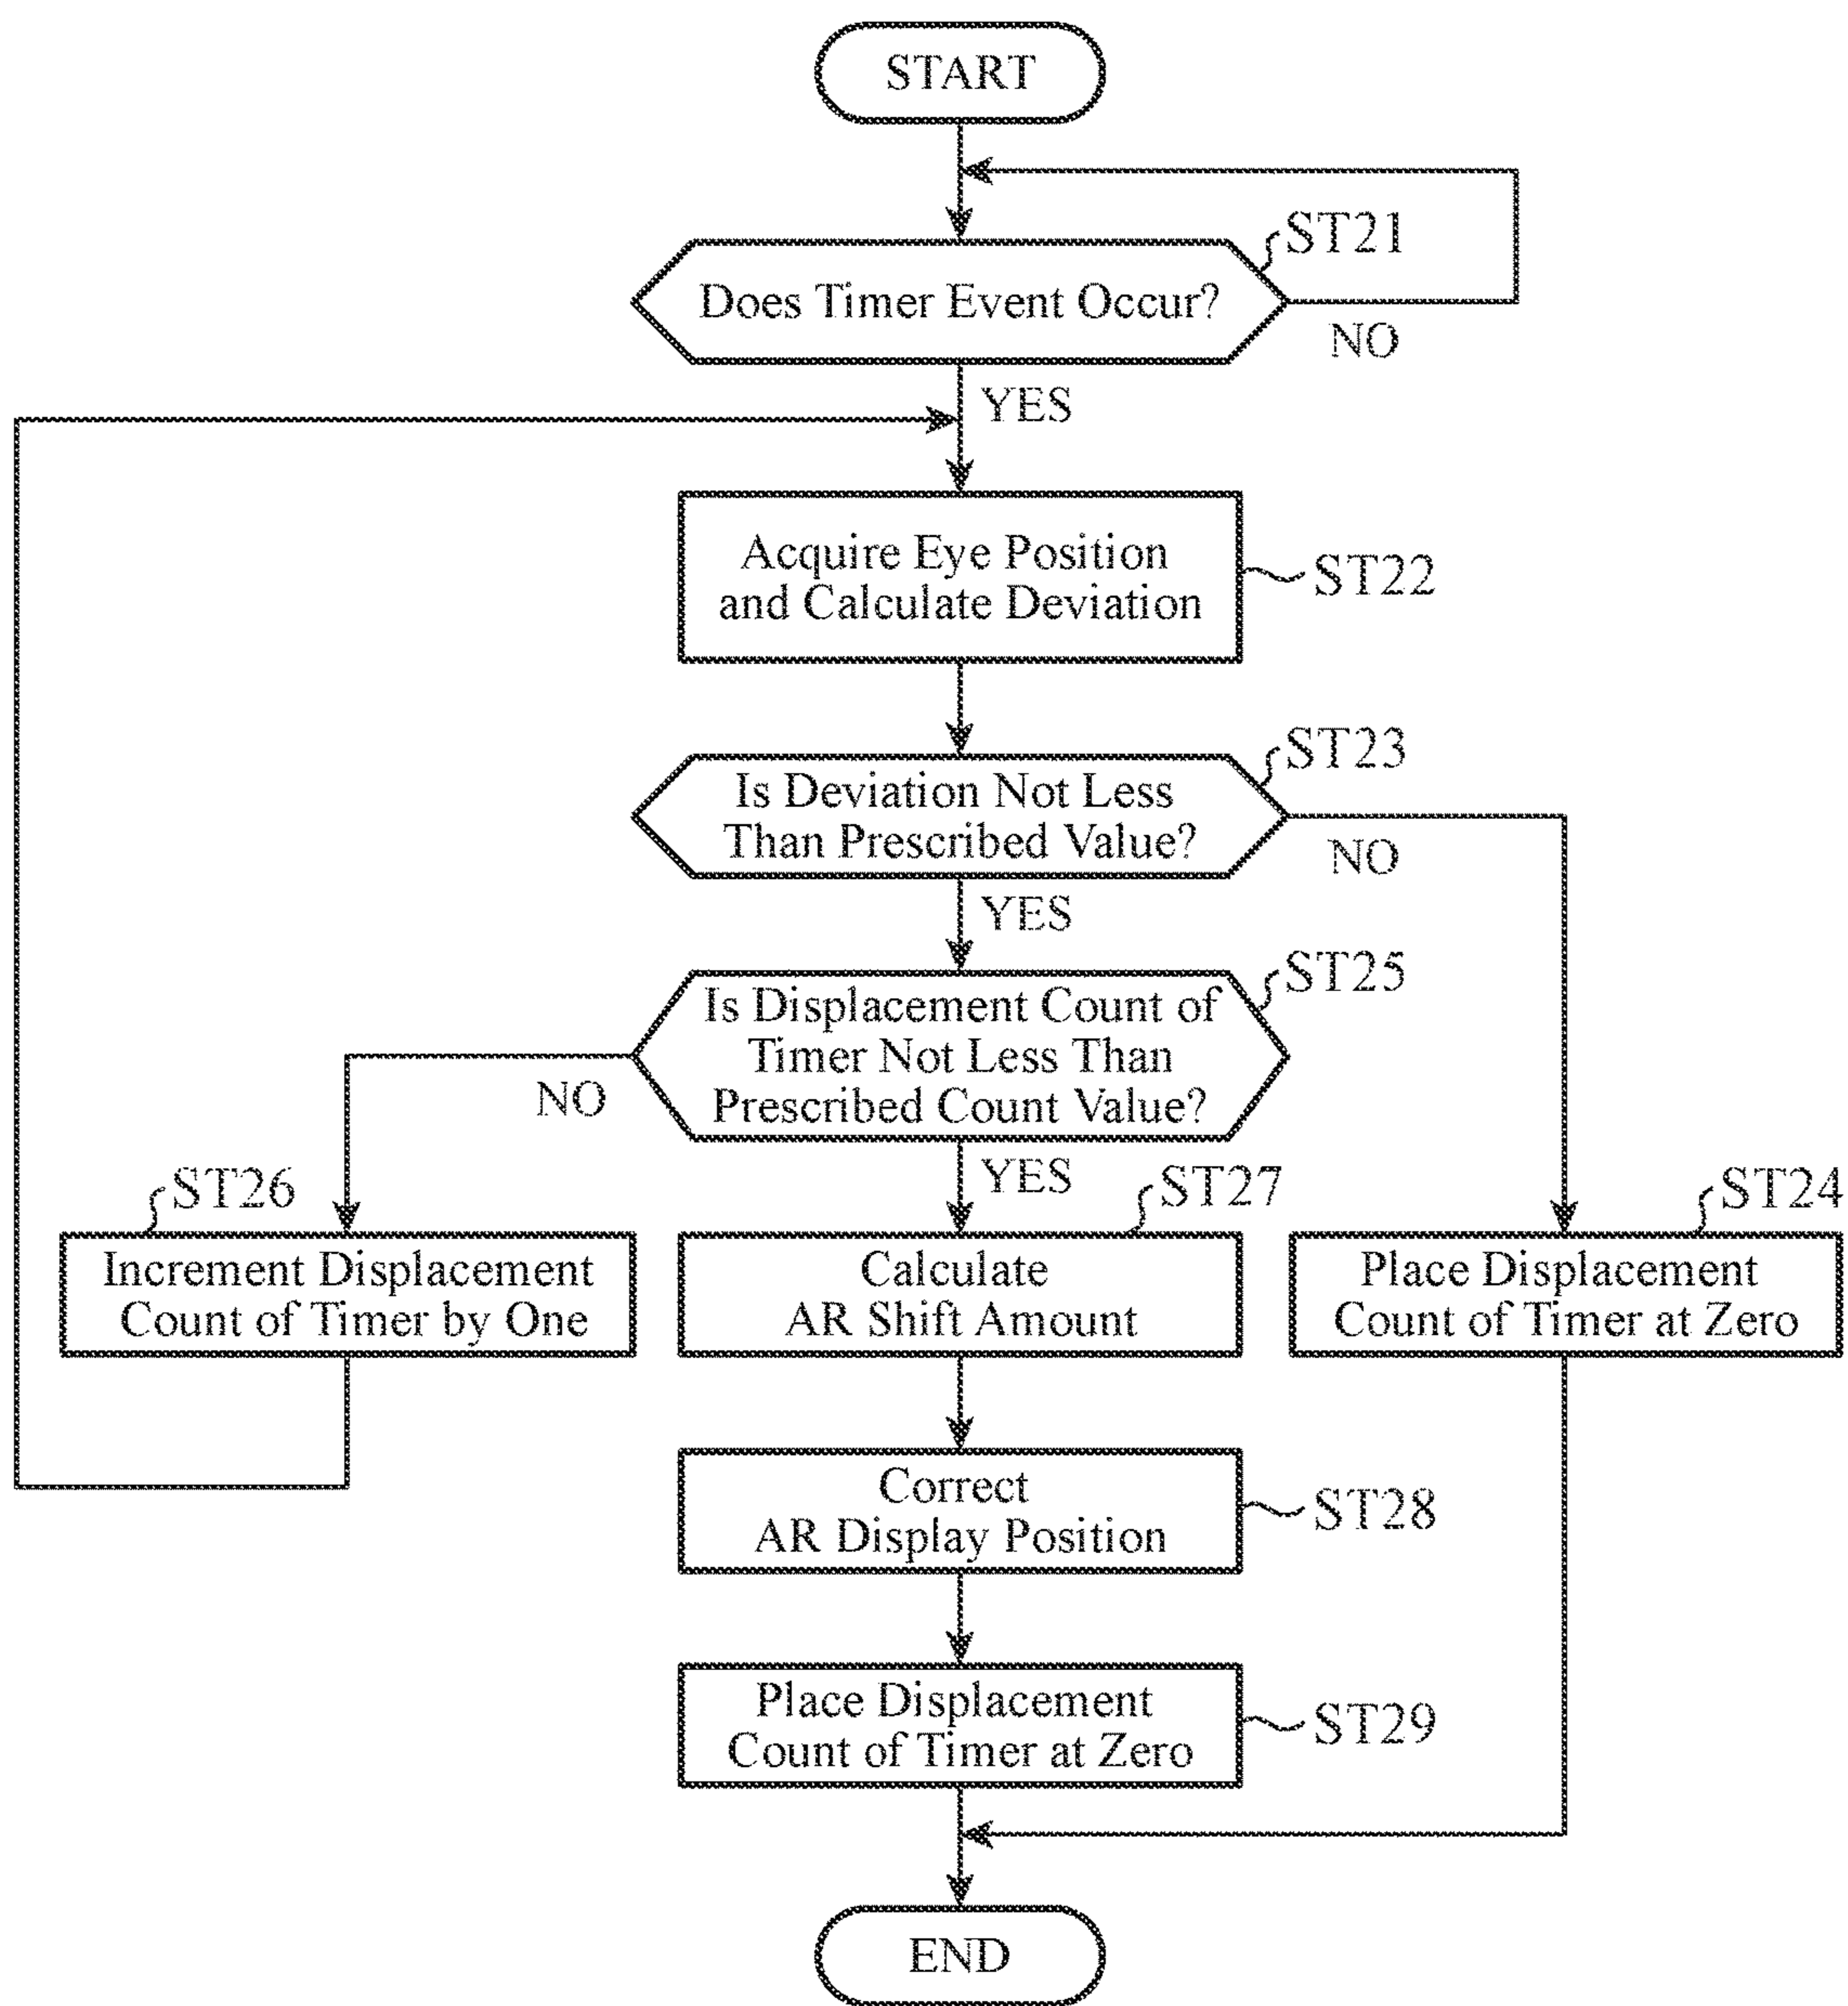 START
ST21
Does Timer Event Occur?
NO
YES
Acquire Eye Position
and Calculate Deviation
ST22
ST23
Is Deviation Not Less
Than Prescribed Value?
NO
YES
ST25
Is Displacement Count of
Timer Not Less Than
Prescribed Count Value?
NO
YES
ST26
ST27
ST24
Increment Displacement
Count of Timer by One
Calculate
AR Shift Amount
Place Displacement
Count of Timer at Zero
Correct
AR Display Position
ST28
Place Displacement
Count of Timer at Zero
ST29
END